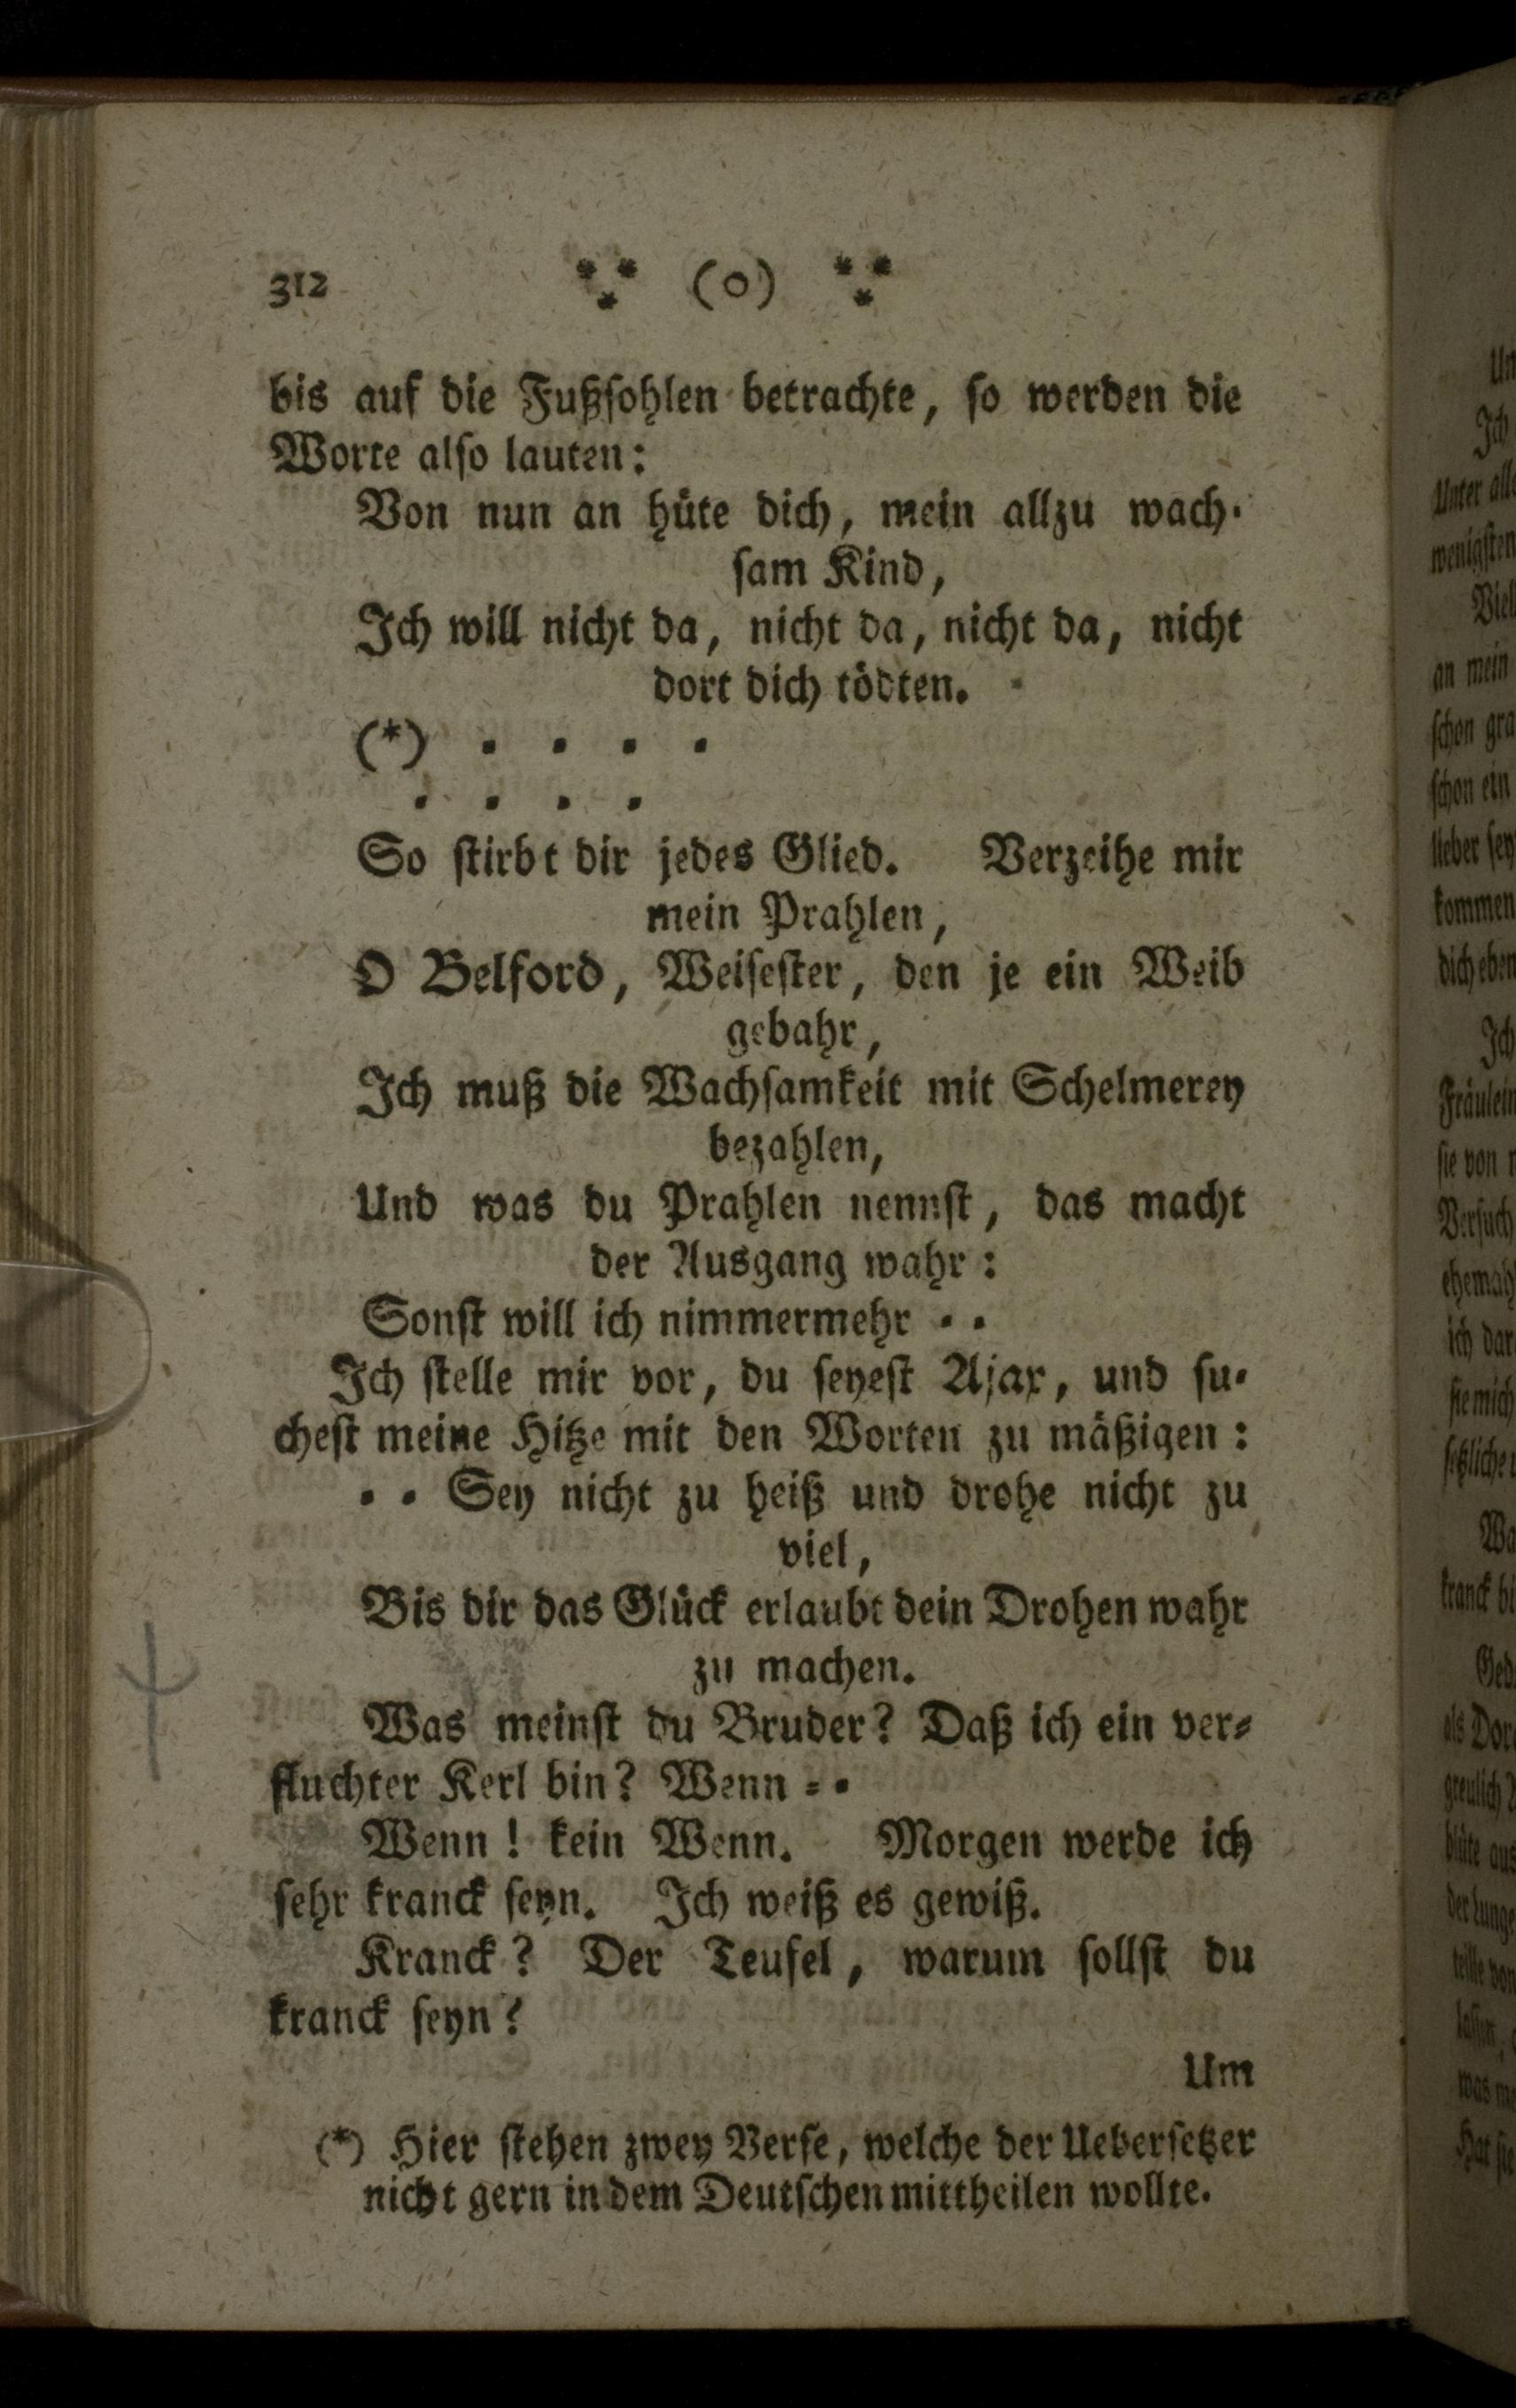 312 ** * (0) ** *
bis auf die Fußſohlen betrachte, ſo werden die
Worte alſo lauten:
Von nun an hüte dich, mein allzu wach-
ſam Kind,
Ich will nicht da, nicht da, nicht da, nicht
dort dich tödten.
(*) - - - -
- - - -
So ſtirbt dir jedes Glied. Verzeihe mir
mein Prahlen,
O Belford, Weiſeſter, den je ein Weib
gebahr,
Ich muß die Wachſamkeit mit Schelmerey
bezahlen,
Und was du Prahlen nennſt, das macht
der Ausgang wahr:
Sonſt will ich nimmermehr - -
Ich ſtelle mir vor, du ſeyeſt Ajax, und ſu-
cheſt meine Hitze mit den Worten zu mäßigen:
- - Sey nicht zu heiß und drohe nicht zu
viel,
Bis dir das Glück erlaubt dein Drohen wahr
zu machen.
Was meinſt du Bruder? Daß ich ein ver-
fluchter Kerl bin? Wenn - -
Wenn! kein Wenn. Morgen werde ich
ſehr kranck ſeyn. Ich weiß es gewiß.
Kranck? Der Teufel, warum ſollſt du
kranck ſeyn?
Um
(*) Hier ſtehen zwey Verſe, welche der Ueberſetzer
nicht gern in dem Deutſchen mittheilen wollte.